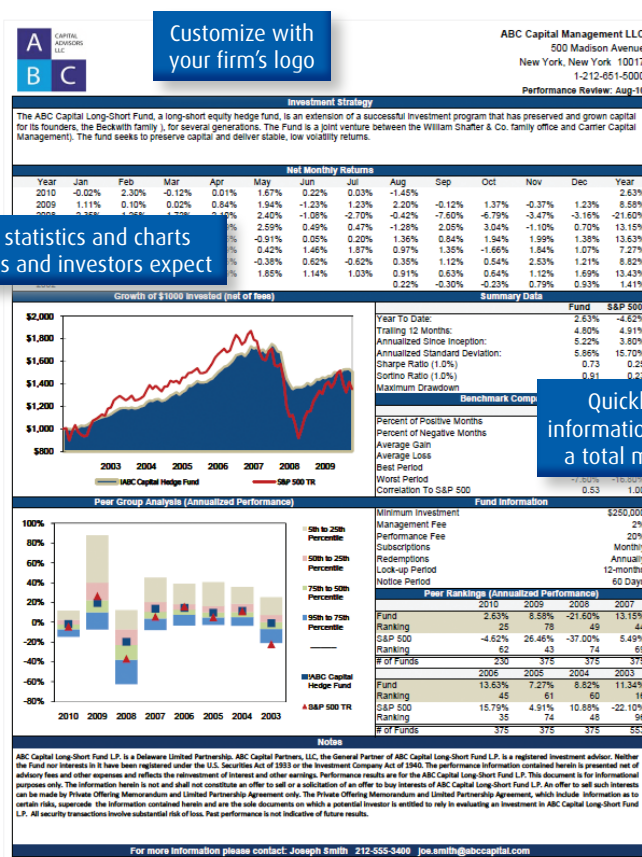 A CAPITAL ADVISORS LLC
B C
Customize with
your firm's logo
ABC Capital Management LLC
500 Madison Avenue
New York, New York 10017
1-212-651-5000
Performance Review: Aug-10
Investment Strategy
The ABC Capital Long-Short Fund, a long-short equity hedge fund, is an extension of a successful investment program that has preserved and grown capital
for its founders, the Beckwith family ), for several generations. The Fund is a joint venture between the William Shafter & Co. family office and Carrier Capital
Management). The fund seeks to preserve capital and deliver stable, low volatility returns.
Net Monthly Returns
Year Jan Feb Mar Apr May Jun Jul Aug Sep Oct Nov Dec Year
2010 -0.02% 2.30% -0.12% 0.01% 1.67% 0.22% 0.03% -1.45% 2.63%
2009 1.11% 0.10% 0.02% 0.84% 1.94% -1.23% 1.23% 2.20% -0.12% 1.37% -0.37% 1.23% 8.58%
2.40% -1.08% -2.70% -0.42% -7.60% -6.79% -3.47% -3.16% -21.60%
2.59% 0.49% 0.47% -1.28% 2.05% 3.04% -1.10% 0.70% 13.15%
-0.91% 0.05% 0.20% 1.36% 0.84% 1.94% 1.99% 1.38% 13.63%
0.42% 1.46% 1.87% 0.97% 1.35% -1.66% 1.84% 1.07% 7.27%
-0.38% 0.62% -0.62% 0.35% 1.12% 0.54% 2.53% 1.21% 8.82%
1.85% 1.14% 1.03% 0.91% 0.63% 0.64% 1.12% 1.69% 13.43%
0.22% -0.30% -0.23% 0.79% 0.93% 1.41%
statistics and charts
s and investors expect
Growth of $1000 Invested (net of fees)
$2,000
$1,800
$1,600
$1,400
$1,200
$1,000
$800
2003 2004 2005 2006 2007 2008 2009
ABC Capital Hedge Fund S&P 500 TR
Summary Data
Fund S&P 500
Year To Date: 2.63% -4.62%
Trailing 12 Months: 4.80% 4.91%
Annualized Since Inception: 5.22% 3.80%
Annualized Standard Deviation: 5.86% 15.70%
Sharpe Ratio (1.0%) 0.73 0.25
Sortino Ratio (1.0%) 0.91
Maximum Drawdown
Benchmark Comp
Quickl
informatio
a total m
Percent of Positive Months
Percent of Negative Months
Average Gain
Average Loss
Best Period
Worst Period -7.60% -16.80%
Correlation To S&P 500 0.53 1.00
Peer Group Analysis (Annualized Performance)
100%
80%
60%
40%
20%
0%
-20%
-40%
-60%
-80%
2010 2009 2008 2007 2006 2005 2004 2003
5th to 25th
Percentile
50th to 25th
Percentile
75th to 50th
Percentile
95th to 75th
Percentile
ABC Capital
Hedge Fund
S&P 500 TR
Fund Information
Minimum Investment $250,000
Management Fee 2%
Performance Fee 20%
Subscriptions Monthly
Redemptions Annually
Lock-up Period 12-months
Notice Period 60 Days
Peer Rankings (Annualized Performance)
2010 2009 2008 2007
Fund 2.63% 8.58% -21.60% 13.15%
Ranking 25 78 49 44
S&P 500 -4.62% 26.46% -37.00% 5.49%
Ranking 62 43 74 69
# of Funds 230 375 375 375
2006 2005 2004 2003
Fund 13.63% 7.27% 8.82% 11.34%
Ranking 45 61 60 16
S&P 500 15.79% 4.91% 10.88% -22.10%
Ranking 35 74 48 96
# of Funds 375 375 375 553
Notes
ABC Capital Long-Short Fund L.P. is a Delaware Limited Partnership. ABC Capital Partners, LLC, the General Partner of ABC Capital Long-Short Fund L.P. is a registered investment advisor. Neither
the Fund nor interests in it have been registered under the U.S. Securities Act of 1933 or the Investment Company Act of 1940. The performance information contained herein is presented net of
advisory fees and other expenses and reflects the reinvestment of interest and other earnings. Performance results are for the ABC Capital Long-Short Fund L.P. This document is for informational
purposes only. The information herein is not and shall not constitute an offer to sell or a solicitation of an offer to buy interests of ABC Capital Long-Short Fund L.P. An offer to sell such interests
can be made by Private Offering Memorandum and Limited Partnership Agreement only. The Private Offering Memorandum and Limited Partnership Agreement, which include information as to
certain risks, supercede the information contained herein and are the sole documents on which a potential investor is entitled to rely in evaluating an investment in ABC Capital Long-Short Fund
L.P. All security transactions involve substantial risk of loss. Past performance is not indicative of future results.
For more information please contact: Joseph Smith 212-555-3400 joe.smith@abccapital.com